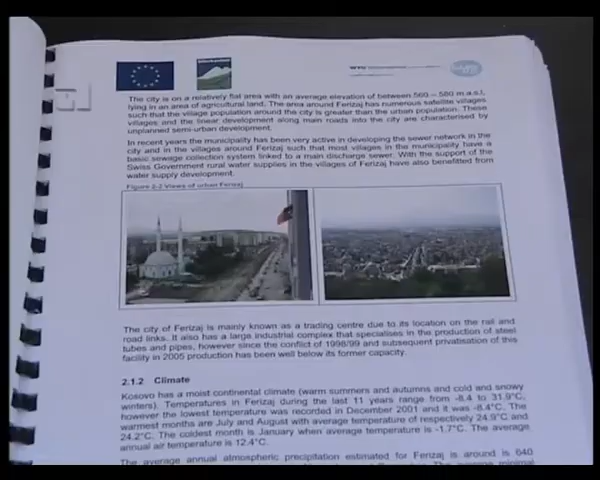 The city is on a relatively flat area with an average elevation of between 560 – 580 m.a.s.l,
lying in an area of agricultural land. The area around Ferizaj has numerous satellite villages
such that the village population around the city is greater than the urban population. These
villages and the linear development along main roads into the city are characterised by
unplanned semi-urban development.
In recent years the municipality has been very active in developing the sewer network in the
city and in the villages around Ferizaj such that most villages in the municipality have a
basic sewage collection system linked to a main discharge sewer. With the support of the
Swiss Government rural water supplies in the villages of Ferizaj have also benefitted from
water supply development.
Figure 2-2 Views of urban Ferizaj
The city of Ferizaj is mainly known as a trading centre due to its location on the rail and
road links. It also has a large industrial complex that specialises in the production of steel
tubes and pipes, however since the conflict of 1998/99 and subsequent privatisation of this
facility in 2005 production has been well below its former capacity.
2.1.2 Climate
Kosovo has a moist continental climate (warm summers and autumns and cold and snowy
winters). Temperatures in Ferizaj during the last 11 years range from -8.4 to 31.9°C,
however the lowest temperature was recorded in December 2001 and it was -8.4°C. The
warmest months are July and August with average temperature of respectively 24.9°C and
24.2°C. The coldest month is January when average temperature is -1.7°C. The average
annual air temperature is 12.4°C.
The average annual atmospheric precipitation estimated for Ferizaj is around is 640